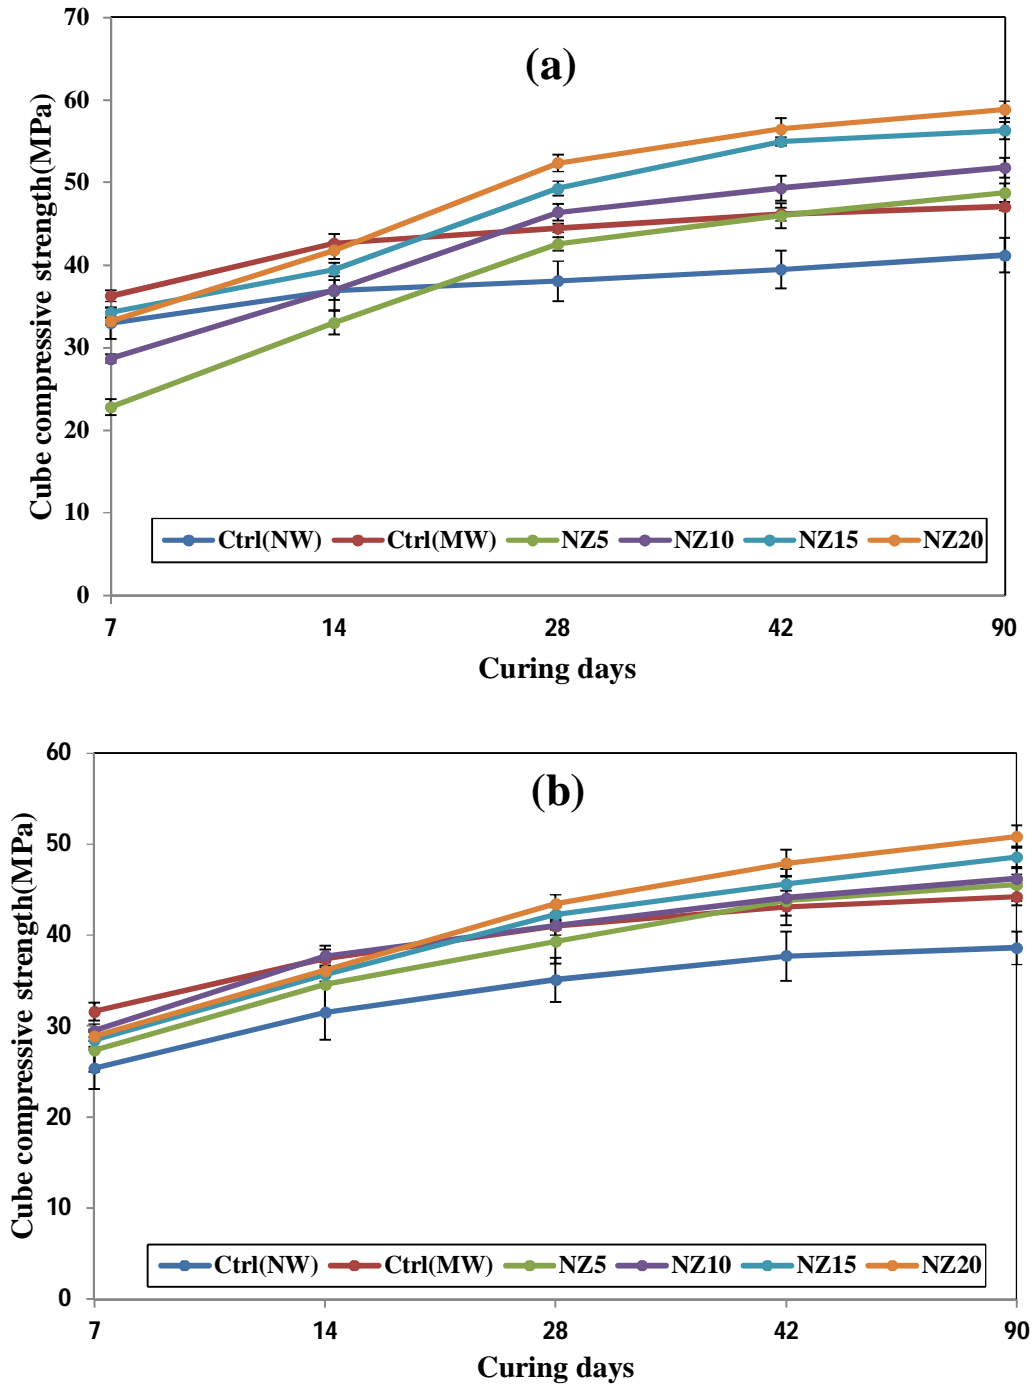 (a)
Cube compressive strength(MPa)
70
60
50
40
30
20
10
0
Ctrl(NW) Ctrl(MW) NZ5 NZ10 NZ15 NZ20
7 14 28 42 90
Curing days
(b)
Cube compressive strength(MPa)
60
50
40
30
20
10
0
Ctrl(NW) Ctrl(MW) NZ5 NZ10 NZ15 NZ20
7 14 28 42 90
Curing days